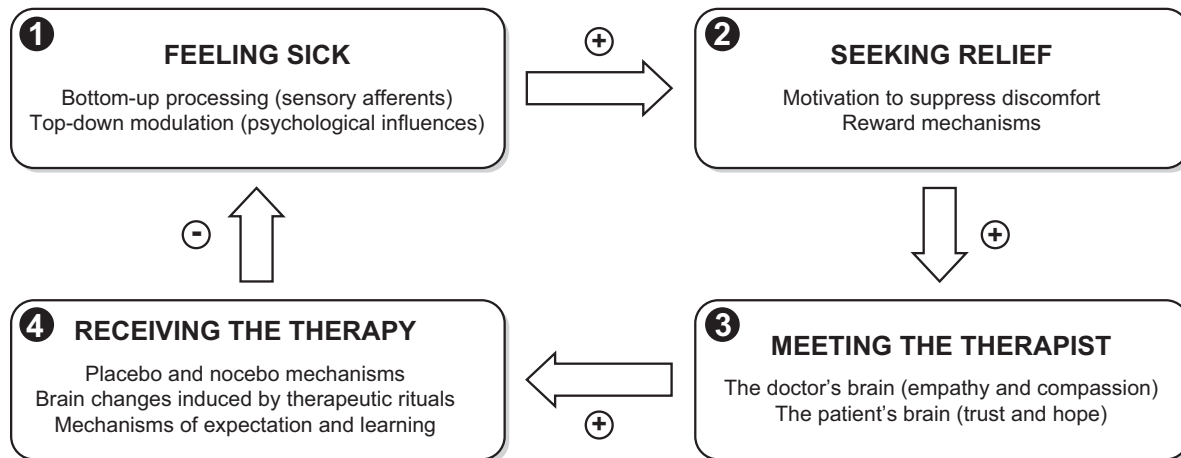 1
FEELING SICK
Bottom-up processing (sensory afferents)
Top-down modulation (psychological influences)
+
2
SEEKING RELIEF
Motivation to suppress discomfort
Reward mechanisms
+
3
MEETING THE THERAPIST
The doctor's brain (empathy and compassion)
The patient's brain (trust and hope)
+
4
RECEIVING THE THERAPY
Placebo and nocebo mechanisms
Brain changes induced by therapeutic rituals
Mechanisms of expectation and learning
-